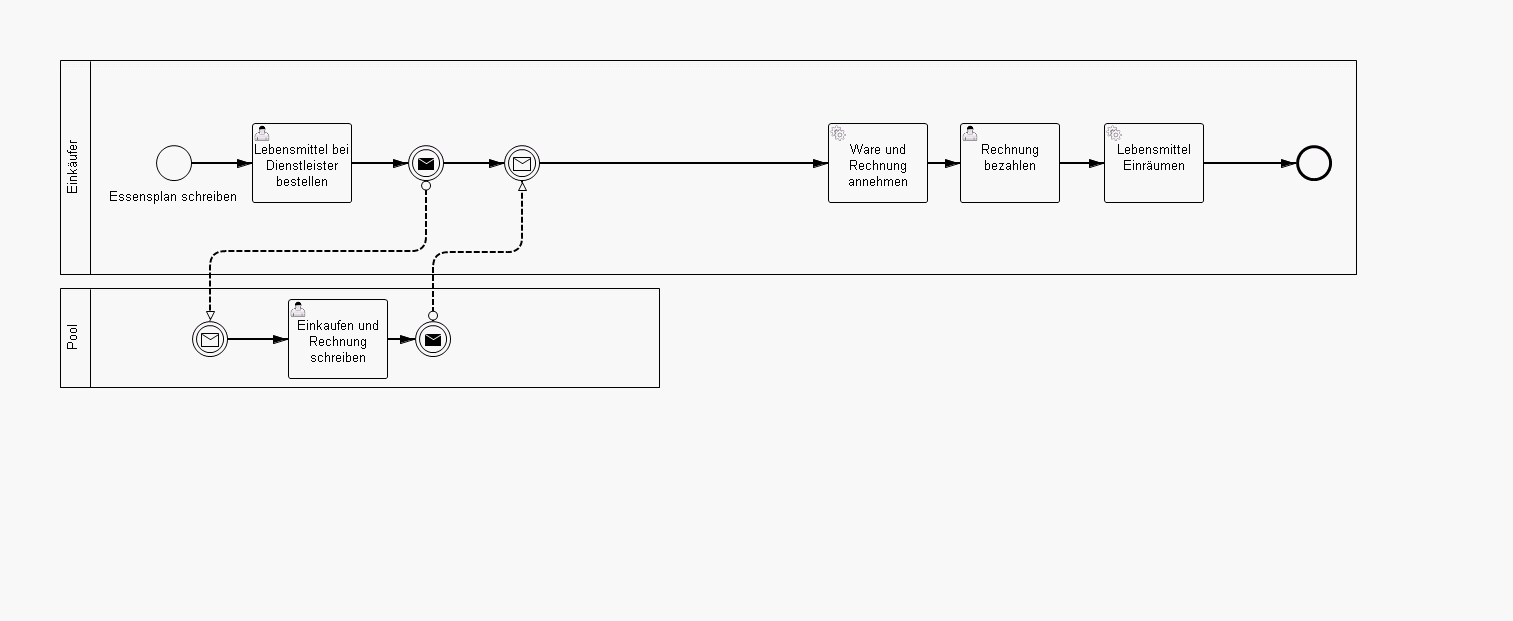 Einkäufer
Essensplan schreiben
Lebensmittel bei
Dienstleister
bestellen
Ware und
Rechnung
annehmen
Rechnung
bezahlen
Lebensmittel
Einräumen
Pool
Einkaufen und
Rechnung
schreiben